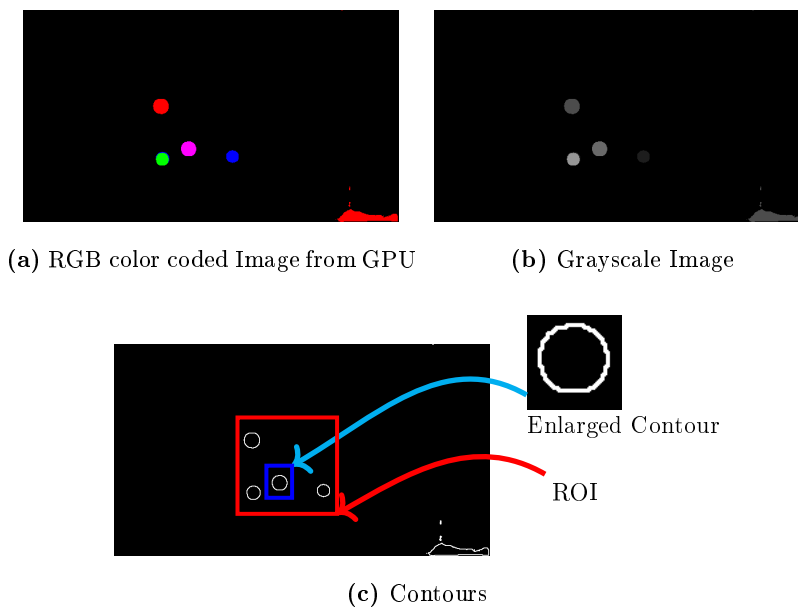 (a) RGB color coded Image from GPU
(b) Grayscale Image
Enlarged Contour
ROI
(c) Contours